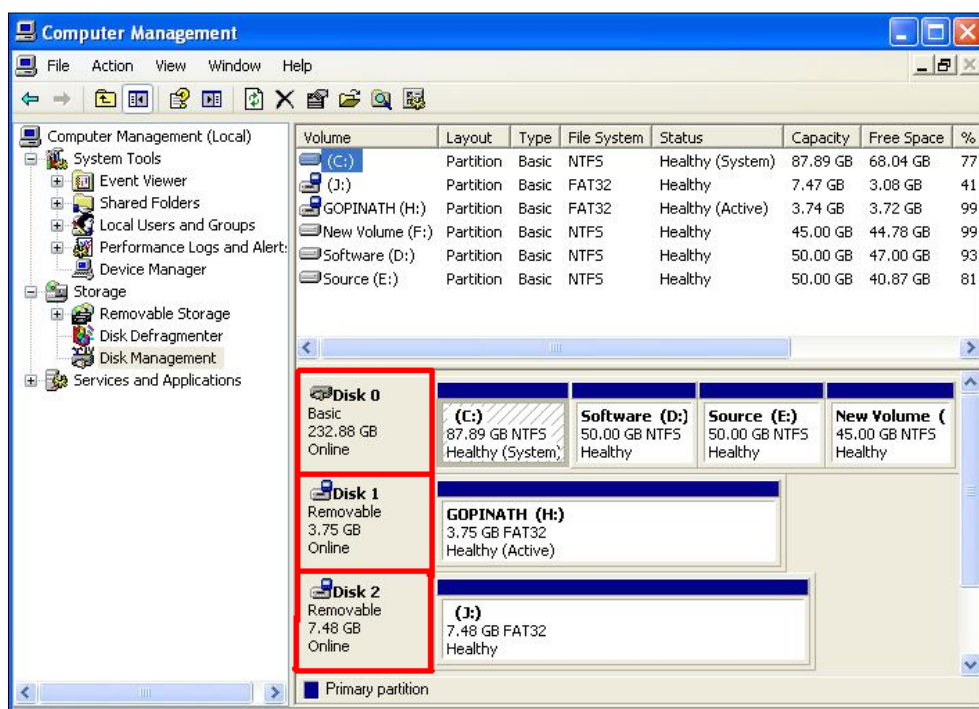 Computer Management
File Action View Window Help
Computer Management (Local)
System Tools
Event Viewer
Shared Folders
Local Users and Groups
Performance Logs and Alert:
Device Manager
Storage
Removable Storage
Disk Defragmenter
Disk Management
Services and Applications
Volume Layout Type File System Status Capacity Free Space %
(C:) Partition Basic NTFS Healthy (System) 87.89 GB 68.04 GB 77
(J:) Partition Basic FAT32 Healthy 7.47 GB 3.08 GB 41
GOPINATH (H:) Partition Basic FAT32 Healthy (Active) 3.74 GB 3.72 GB 99
New Volume (F:) Partition Basic NTFS Healthy 45.00 GB 44.78 GB 99
Software (D:) Partition Basic NTFS Healthy 50.00 GB 47.00 GB 93
Source (E:) Partition Basic NTFS Healthy 50.00 GB 40.87 GB 81
Disk 0
Basic
232.88 GB
Online
(C:)
87.89 GB NTFS
Healthy (System)
Software (D:)
50.00 GB NTFS
Healthy
Source (E:)
50.00 GB NTFS
Healthy
New Volume (
45.00 GB NTFS
Healthy
Disk 1
Removable
3.75 GB
Online
GOPINATH (H:)
3.75 GB FAT32
Healthy (Active)
Disk 2
Removable
7.48 GB
Online
(J:)
7.48 GB FAT32
Healthy
Primary partition